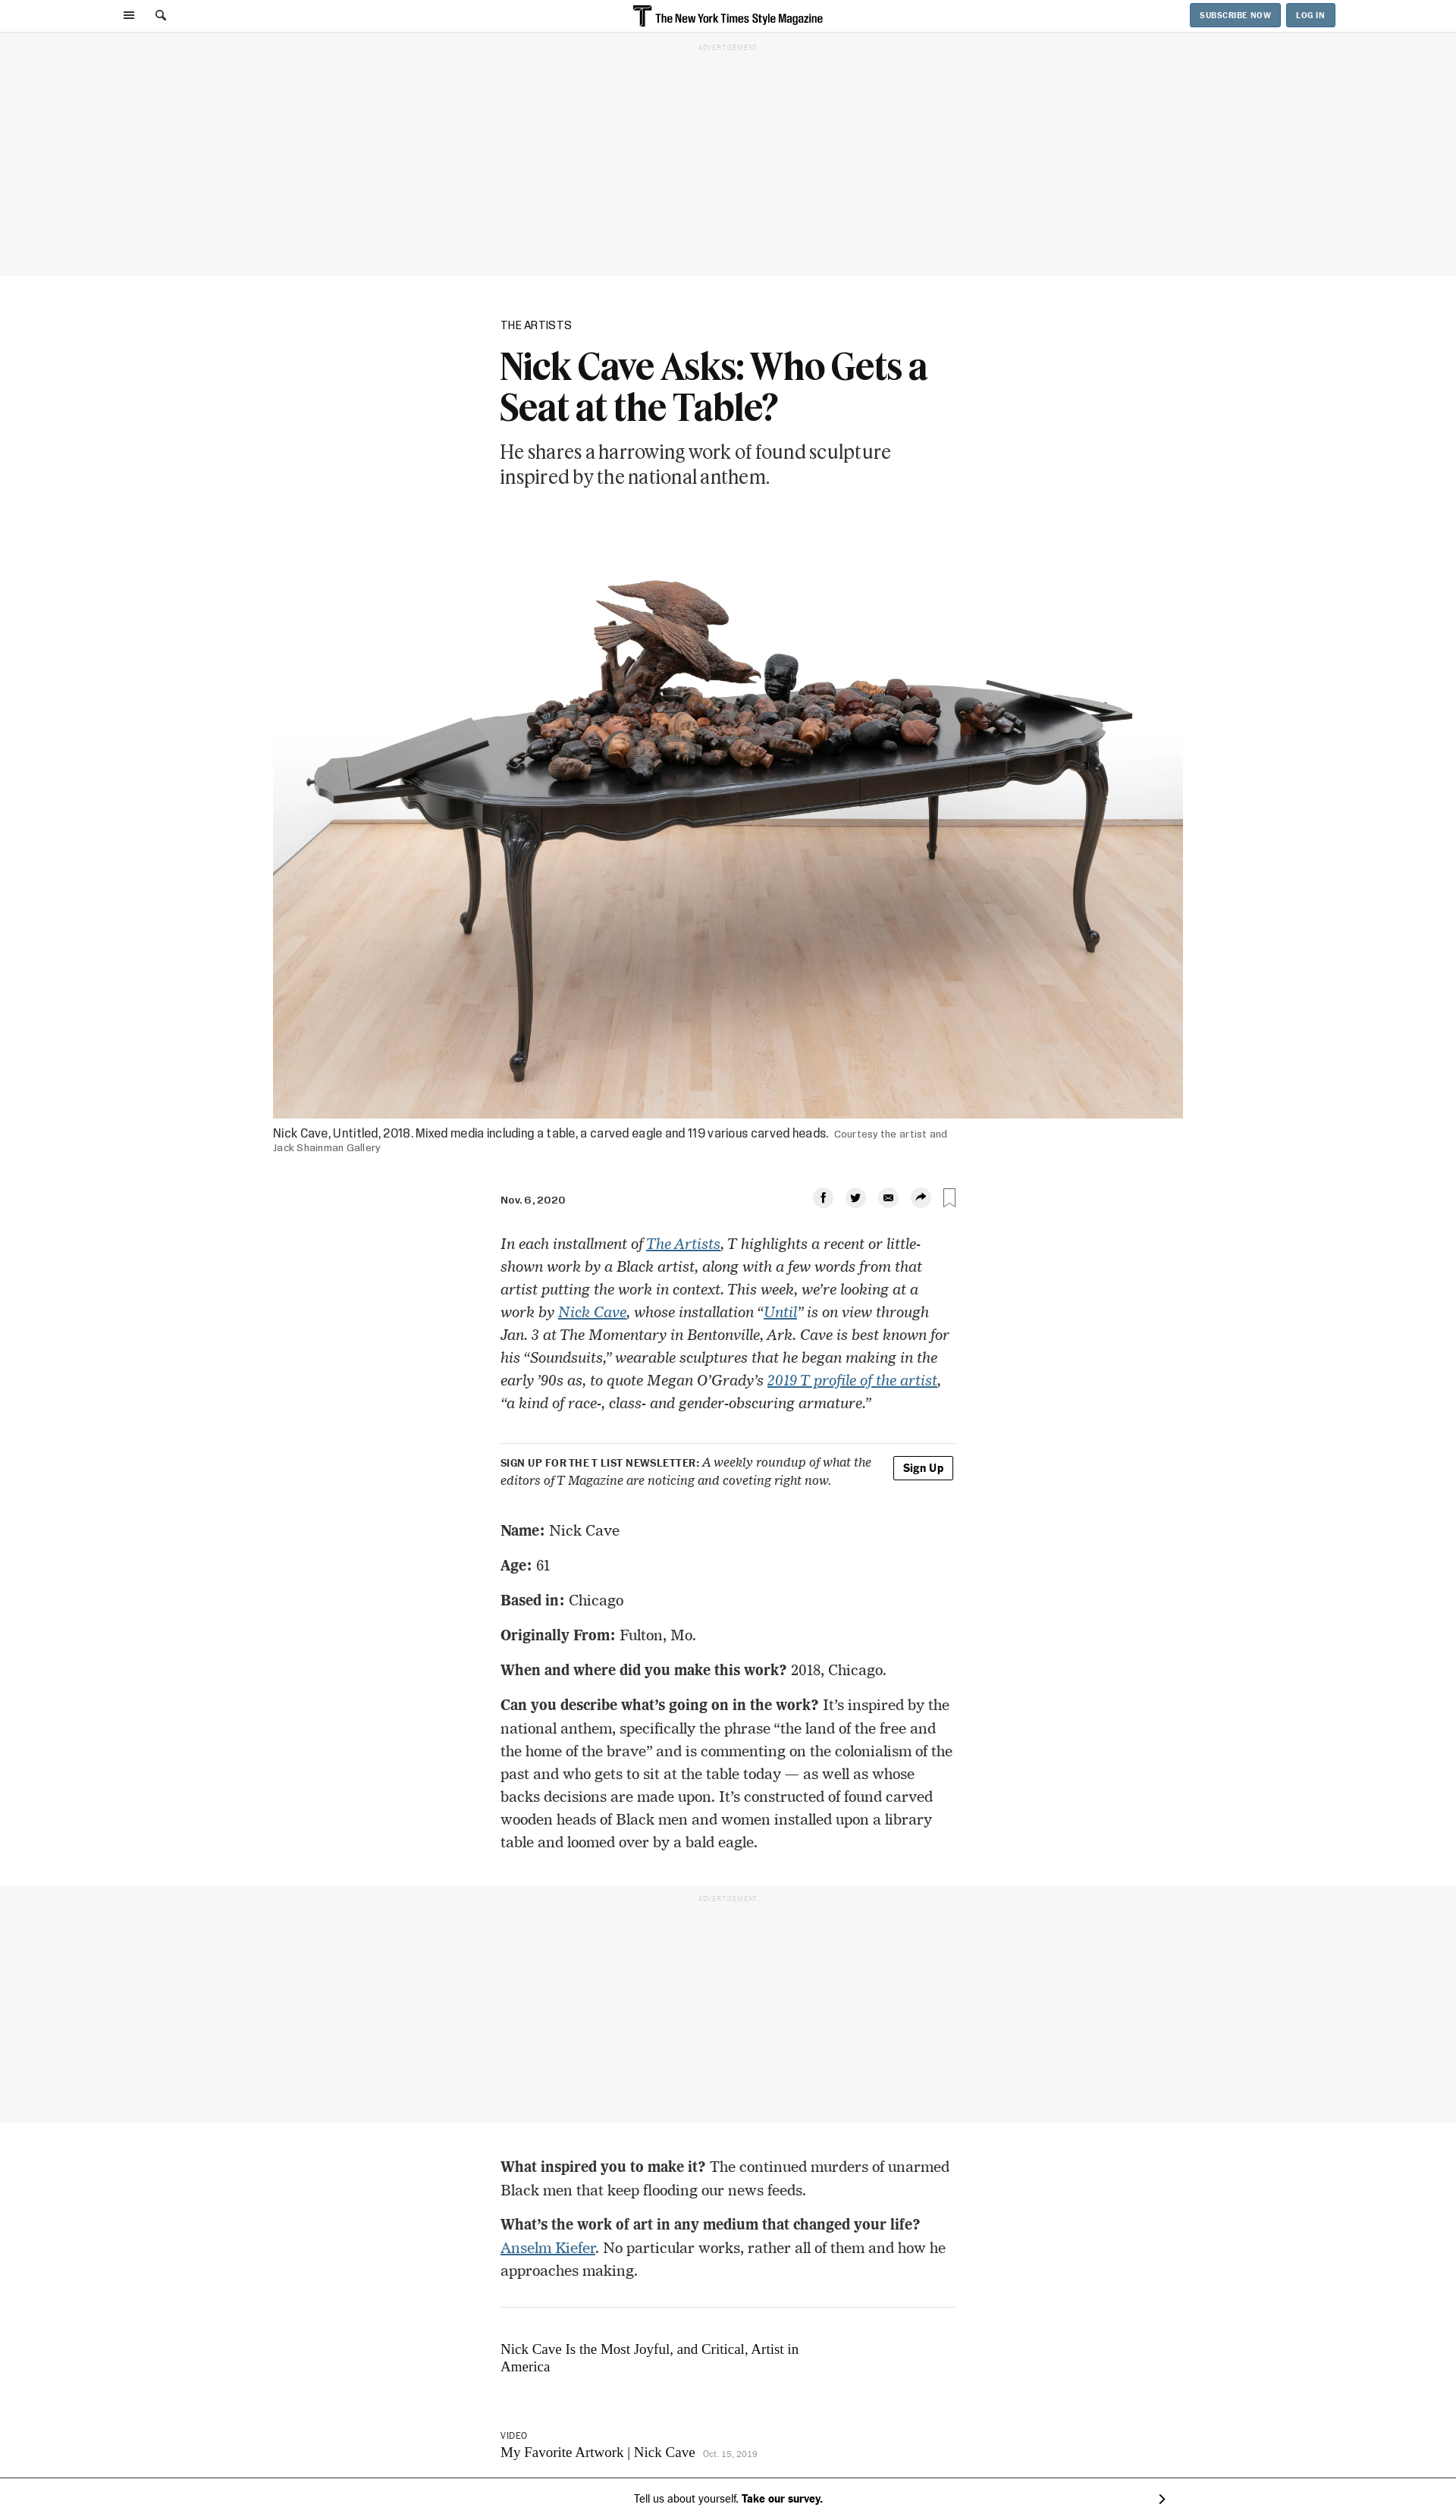 The New York Times Style Magazine
SUBSCRIBE NOW
LOG IN
ADVERTISEMENT
THE ARTISTS
Nick Cave Asks: Who Gets a
Seat at the Table?
He shares a harrowing work of found sculpture
inspired by the national anthem.
Nick Cave, Untitled, 2018. Mixed media including a table, a carved eagle and 119 various carved heads. Courtesy the artist and
Jack Shainman Gallery
Nov. 6, 2020
In each installment of The Artists, T highlights a recent or little-
shown work by a Black artist, along with a few words from that
artist putting the work in context. This week, we’re looking at a
work by Nick Cave, whose installation “Until” is on view through
Jan. 3 at The Momentary in Bentonville, Ark. Cave is best known for
his “Soundsuits,” wearable sculptures that he began making in the
early ’90s as, to quote Megan O’Grady’s 2019 T profile of the artist,
“a kind of race-, class- and gender-obscuring armature.”
SIGN UP FOR THE T LIST NEWSLETTER: A weekly roundup of what the
editors of T Magazine are noticing and coveting right now.
Sign Up
Name: Nick Cave
Age: 61
Based in: Chicago
Originally From: Fulton, Mo.
When and where did you make this work? 2018, Chicago.
Can you describe what’s going on in the work? It’s inspired by the
national anthem, specifically the phrase “the land of the free and
the home of the brave” and is commenting on the colonialism of the
past and who gets to sit at the table today — as well as whose
backs decisions are made upon. It’s constructed of found carved
wooden heads of Black men and women installed upon a library
table and loomed over by a bald eagle.
ADVERTISEMENT
What inspired you to make it? The continued murders of unarmed
Black men that keep flooding our news feeds.
What’s the work of art in any medium that changed your life?
Anselm Kiefer. No particular works, rather all of them and how he
approaches making.
Nick Cave Is the Most Joyful, and Critical, Artist in
America
VIDEO
My Favorite Artwork | Nick Cave Oct. 15, 2019
Tell us about yourself. Take our survey.